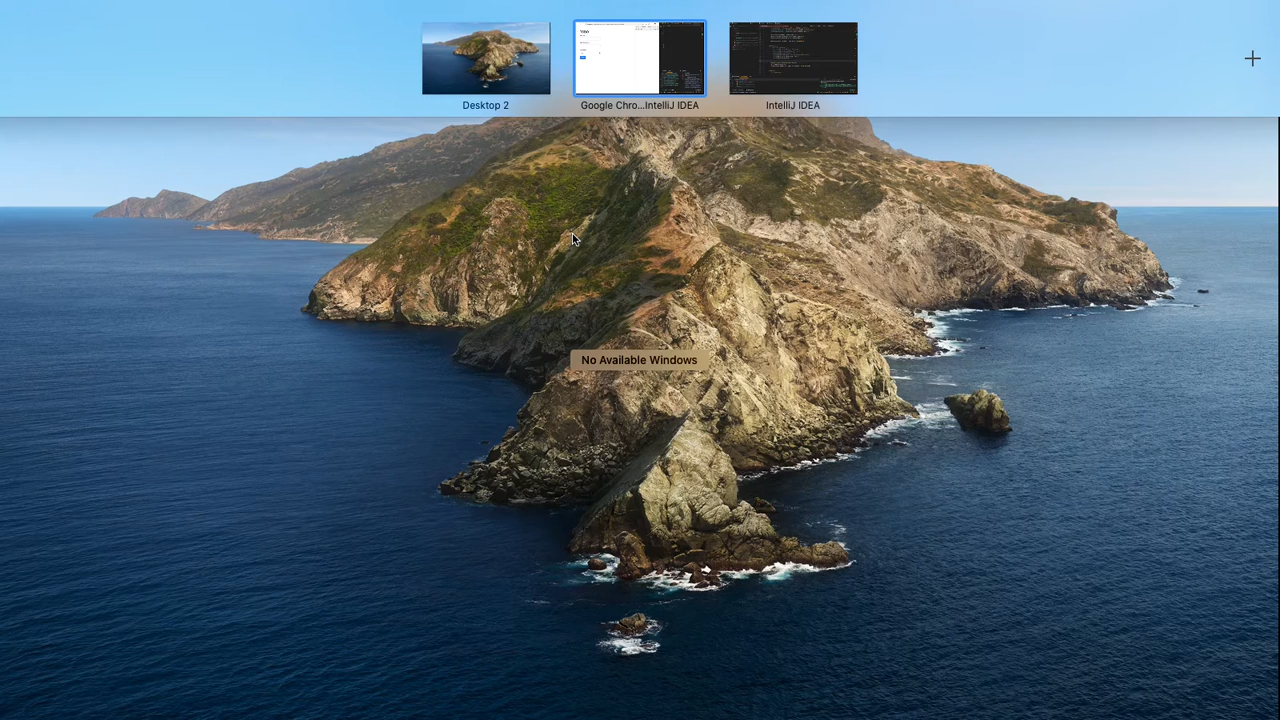 Desktop 2
Google Chro...IntelliJ IDEA
IntelliJ IDEA
No Available Windows